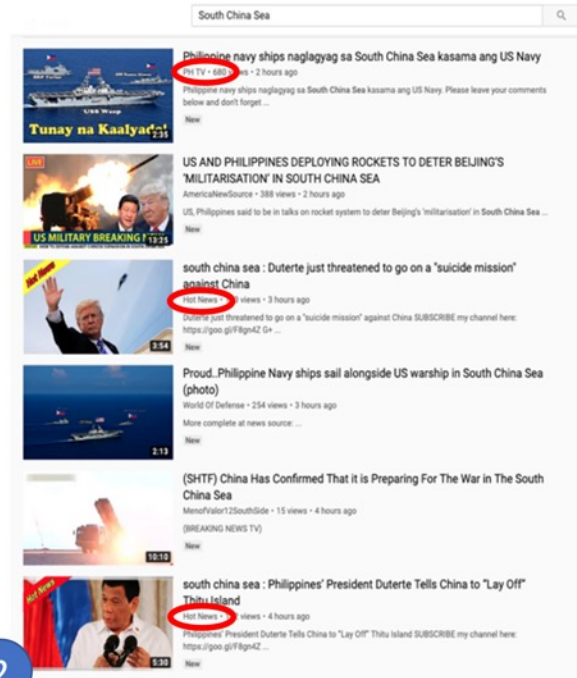 South China Sea
Philippine navy ships naglagyag sa South China Sea kasama ang US Navy
PH TV • 680 views • 2 hours ago
Philippine navy ships naglagyag sa South China Sea kasama ang US Navy. Please leave your comments
below and don't forget ...
New
Tunay na Kaalyado!
USS Wasp
2:35
US AND PHILIPPINES DEPLOYING ROCKETS TO DETER BEIJING'S
'MILITARISATION' IN SOUTH CHINA SEA
AmericaNewSource • 388 views • 2 hours ago
US, Philippines said to be in talks on rocket system to deter Beijing's 'militarisation' in South China Sea ...
New
LIVE
US MILITARY BREAKING
13:25
south china sea : Duterte just threatened to go on a "suicide mission"
against China
Hot News • views • 3 hours ago
Duterte just threatened to go on a "suicide mission" against China SUBSCRIBE my channel here:
https://goo.gl/F8gn4Z G+ ...
New
Hot News
3:54
Proud..Philippine Navy ships sail alongside US warship in South China Sea
(photo)
World Of Defense • 254 views • 3 hours ago
More complete at news source: ...
New
2:13
(SHTF) China Has Confirmed That it is Preparing For The War in The South
China Sea
MenofValor12SouthSide • 15 views • 4 hours ago
(BREAKING NEWS TV)
New
10:10
south china sea : Philippines' President Duterte Tells China to "Lay Off"
Thitu Island
Hot News • views • 4 hours ago
Philippines' President Duterte Tells China to "Lay Off" Thitu Island SUBSCRIBE my channel here:
https://goo.gl/F8gn4Z ...
New
Hot News
5:30
2